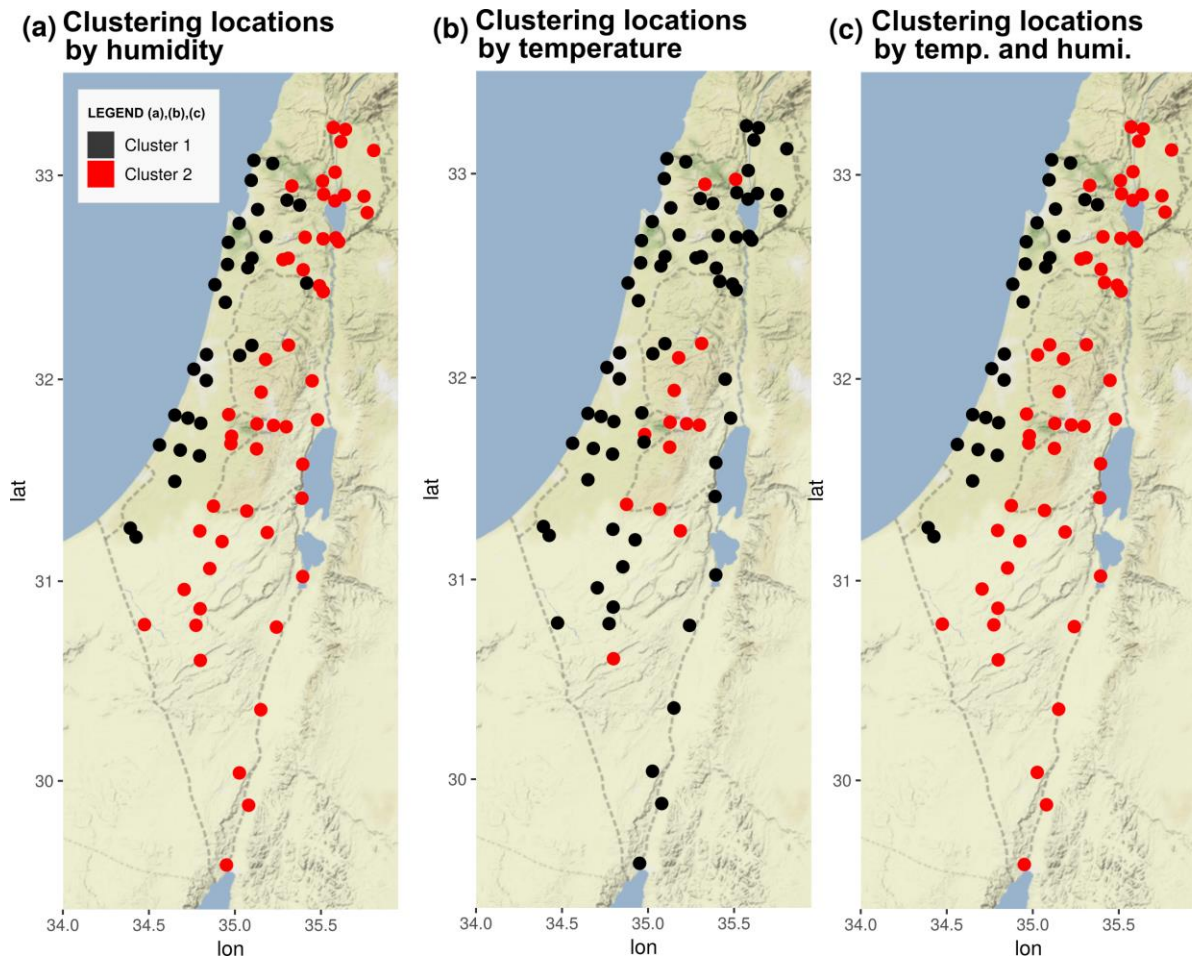 (a) Clustering locations
by humidity
LEGEND (a),(b),(c)
Cluster 1
Cluster 2
33
32
31
30
lat
34.0 34.5 35.0 35.5
lon
(b) Clustering locations
by temperature
33
32
31
30
lat
34.0 34.5 35.0 35.5
lon
(c) Clustering locations
by temp. and humi.
33
32
31
30
lat
34.0 34.5 35.0 35.5
lon